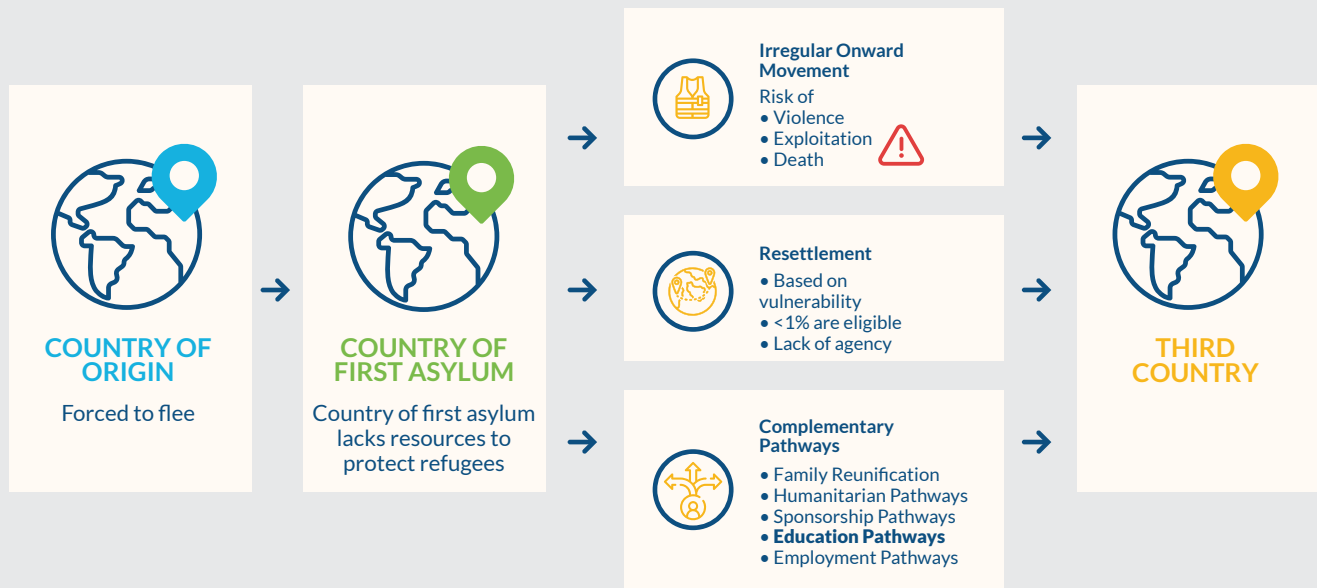 COUNTRY OF
ORIGIN
Forced to flee
COUNTRY OF
FIRST ASYLUM
Country of first asylum
lacks resources to
protect refugees
Irregular Onward
Movement
Risk of
• Violence
• Exploitation
• Death
Resettlement
• Based on
vulnerability
• <1% are eligible
• Lack of agency
Complementary
Pathways
• Family Reunification
• Humanitarian Pathways
• Sponsorship Pathways
• Education Pathways
• Employment Pathways
THIRD
COUNTRY